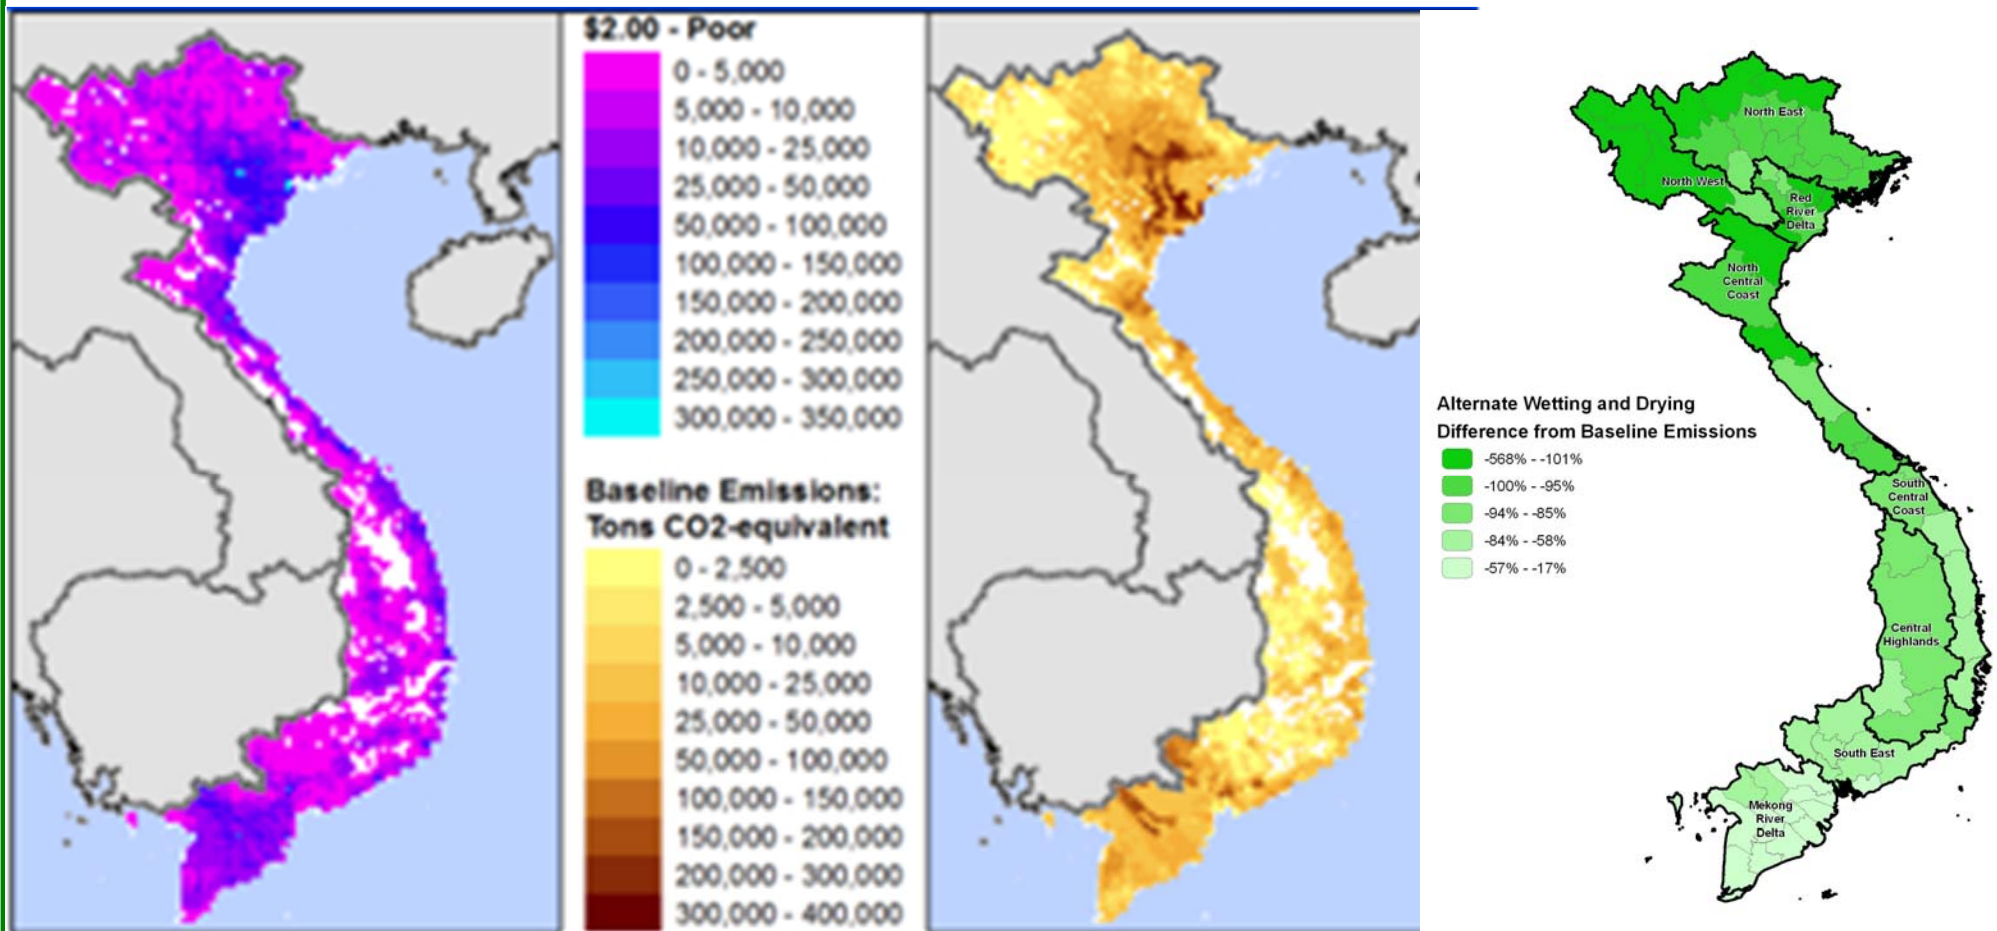 $2.00 - Poor
0 - 5,000
5,000 - 10,000
10,000 - 25,000
25,000 - 50,000
50,000 - 100,000
100,000 - 150,000
150,000 - 200,000
200,000 - 250,000
250,000 - 300,000
300,000 - 350,000
Baseline Emissions:
Tons CO2-equivalent
0 - 2,500
2,500 - 5,000
5,000 - 10,000
10,000 - 25,000
25,000 - 50,000
50,000 - 100,000
100,000 - 150,000
150,000 - 200,000
200,000 - 300,000
300,000 - 400,000
Alternate Wetting and Drying
Difference from Baseline Emissions
-568% - -101%
-100% - -95%
-94% - -85%
-84% - -58%
-57% - -17%
North East
North West
Red
River
Delta
North
Central
Coast
South
Central
Coast
Central
Highlands
South East
Mekong
River
Delta